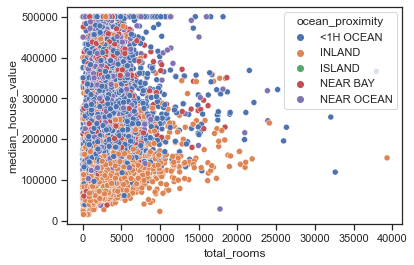 500000
400000
300000
200000
100000
0
median_house_value
ocean_proximity
<1H OCEAN
INLAND
ISLAND
NEAR BAY
NEAR OCEAN
0
5000
10000
15000
20000
25000
30000
35000
40000
total_rooms